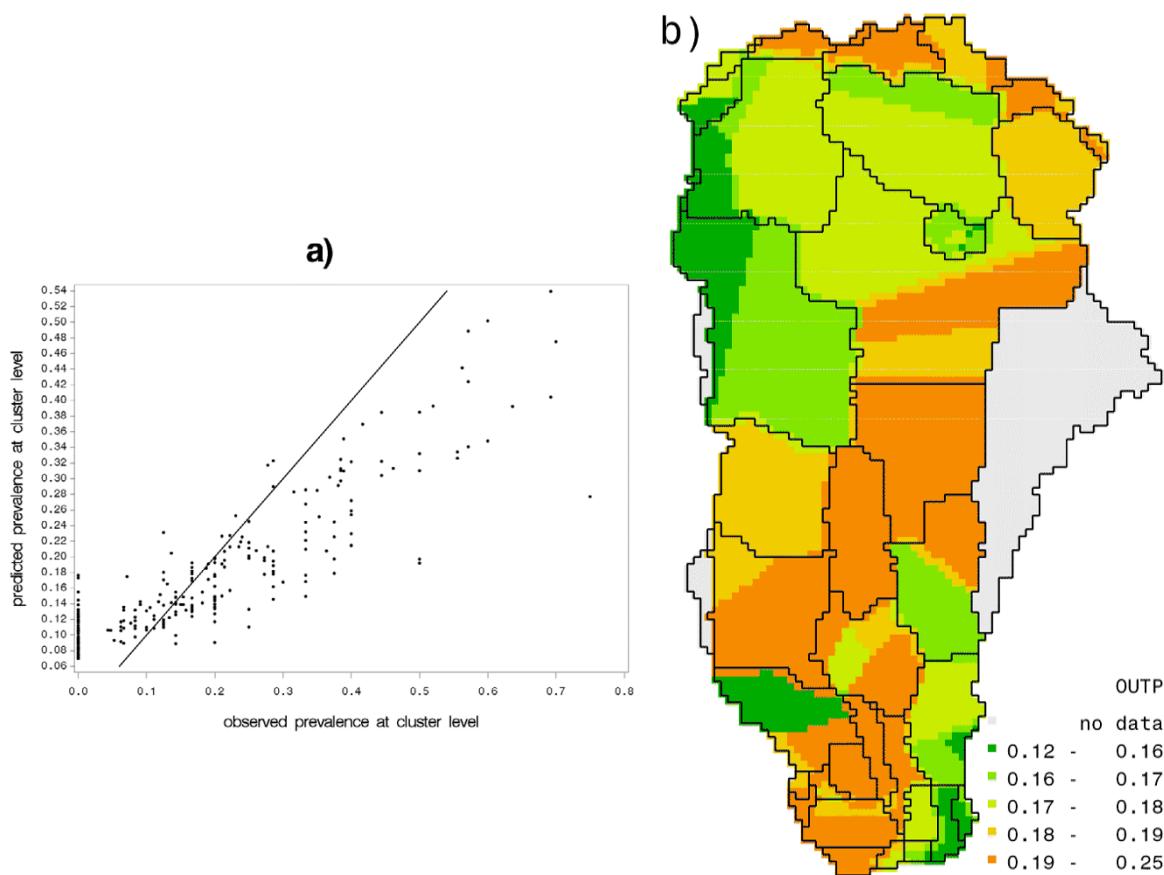 b)
a)
0.54
0.52
0.50
0.48
0.46
0.44
0.42
0.40
0.38
0.36
0.34
0.32
0.30
0.28
0.26
0.24
0.22
0.20
0.18
0.16
0.14
0.12
0.10
0.08
0.06
predicted prevalence at cluster level
0.0 0.1 0.2 0.3 0.4 0.5 0.6 0.7 0.8
observed prevalence at cluster level
OUTP
no data
0.12 - 0.16
0.16 - 0.17
0.17 - 0.18
0.18 - 0.19
0.19 - 0.25